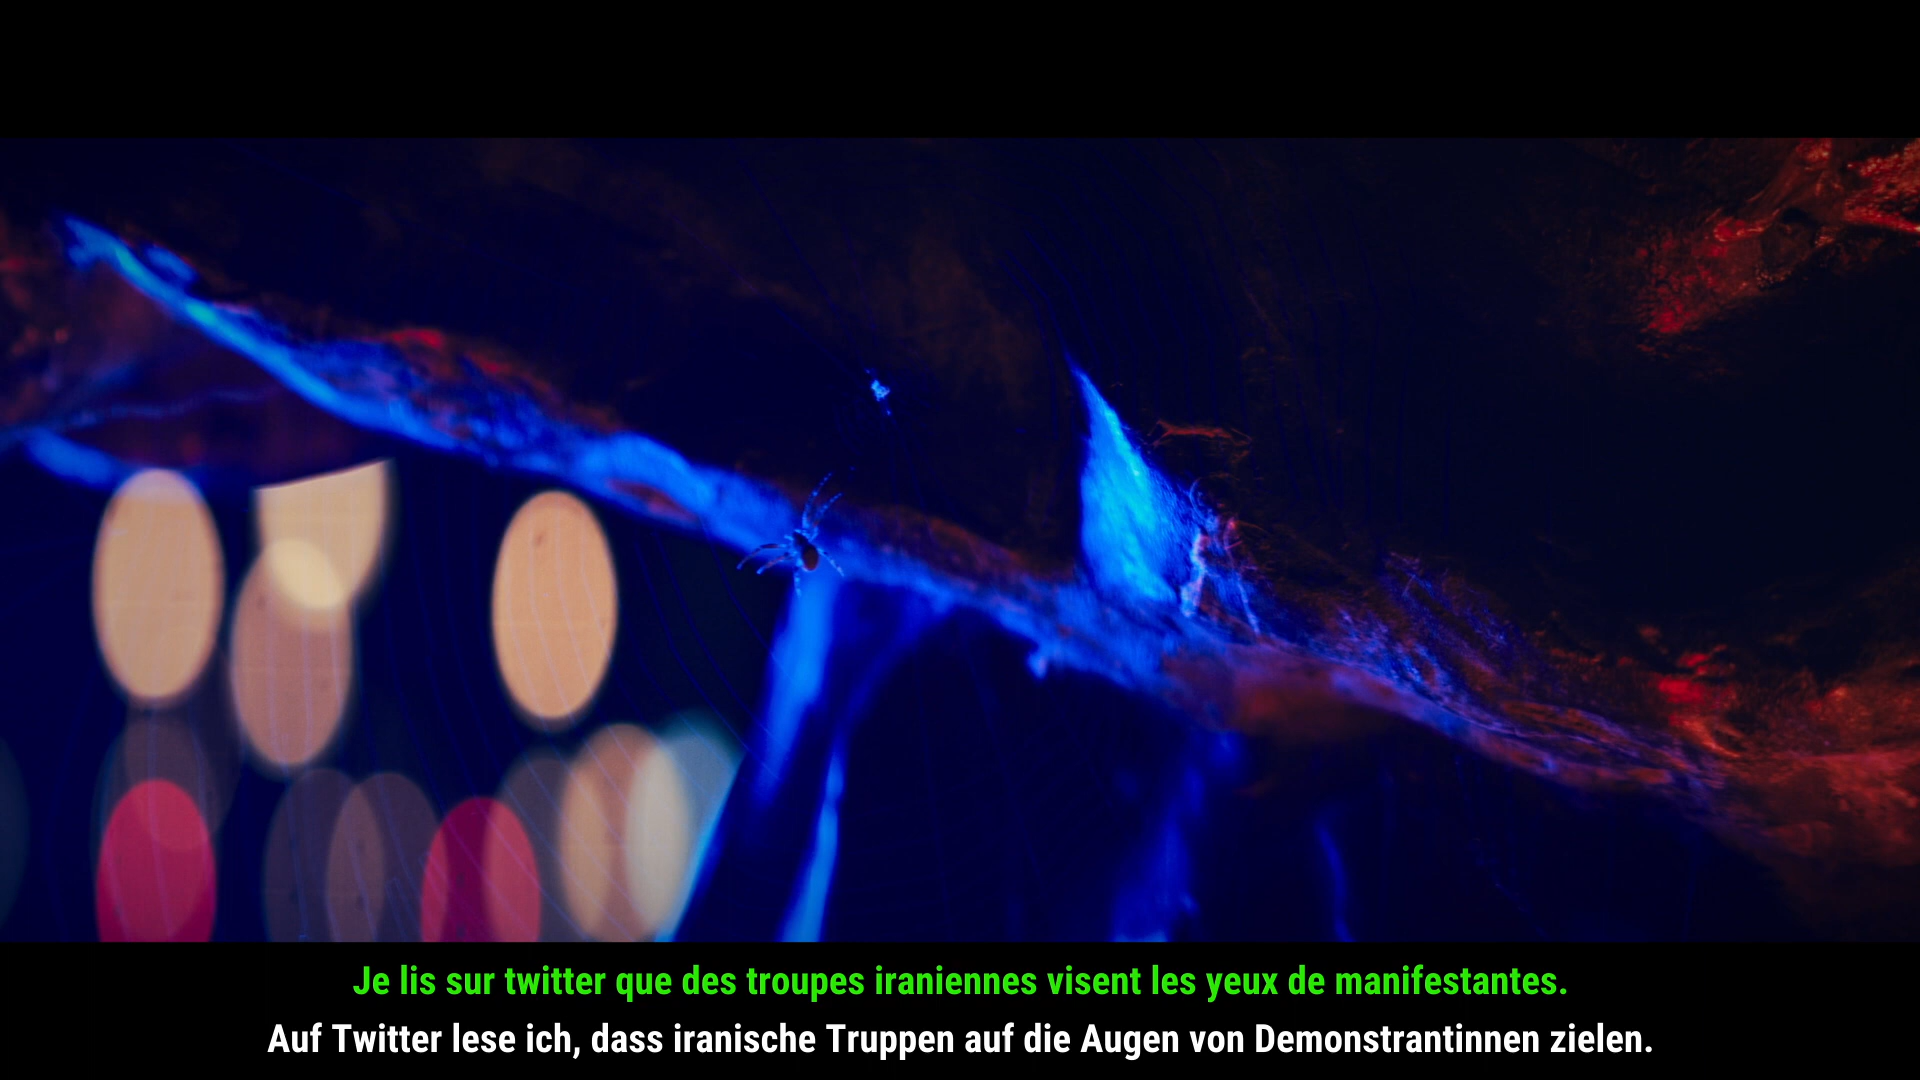 Je lis sur twitter que des troupes iraniennes visent les yeux de manifestantes.
Auf Twitter lese ich, dass iranische Truppen auf die Augen von Demonstrantinnen zielen.